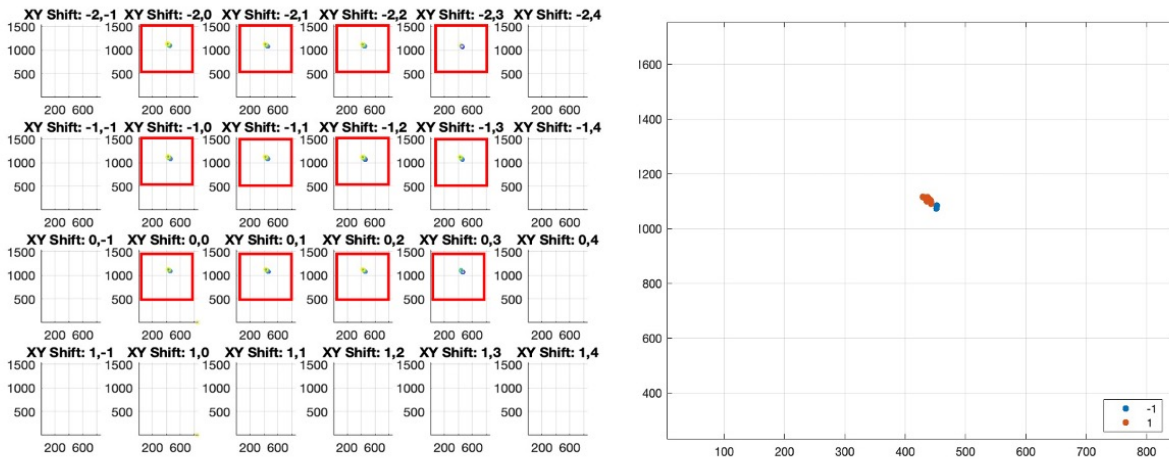 XY Shift: -2,-1 XY Shift: -2,0 XY Shift: -2,1 XY Shift: -2,2 XY Shift: -2,3 XY Shift: -2,4
1500 1500 1500 1500 1500 1500
1000 1000 1000 1000 1000 1000
500 500 500 500 500 500
200 600 200 600 200 600 200 600 200 600 200 600
XY Shift: -1,-1 XY Shift: -1,0 XY Shift: -1,1 XY Shift: -1,2 XY Shift: -1,3 XY Shift: -1,4
1500 1500 1500 1500 1500 1500
1000 1000 1000 1000 1000 1000
500 500 500 500 500 500
200 600 200 600 200 600 200 600 200 600 200 600
XY Shift: 0,-1 XY Shift: 0,0 XY Shift: 0,1 XY Shift: 0,2 XY Shift: 0,3 XY Shift: 0,4
1500 1500 1500 1500 1500 1500
1000 1000 1000 1000 1000 1000
500 500 500 500 500 500
200 600 200 600 200 600 200 600 200 600 200 600
XY Shift: 1,-1 XY Shift: 1,0 XY Shift: 1,1 XY Shift: 1,2 XY Shift: 1,3 XY Shift: 1,4
1500 1500 1500 1500 1500 1500
1000 1000 1000 1000 1000 1000
500 500 500 500 500 500
200 600 200 600 200 600 200 600 200 600 200 600
1600
1400
1200
1000
800
600
400
-1
1
100 200 300 400 500 600 700 800